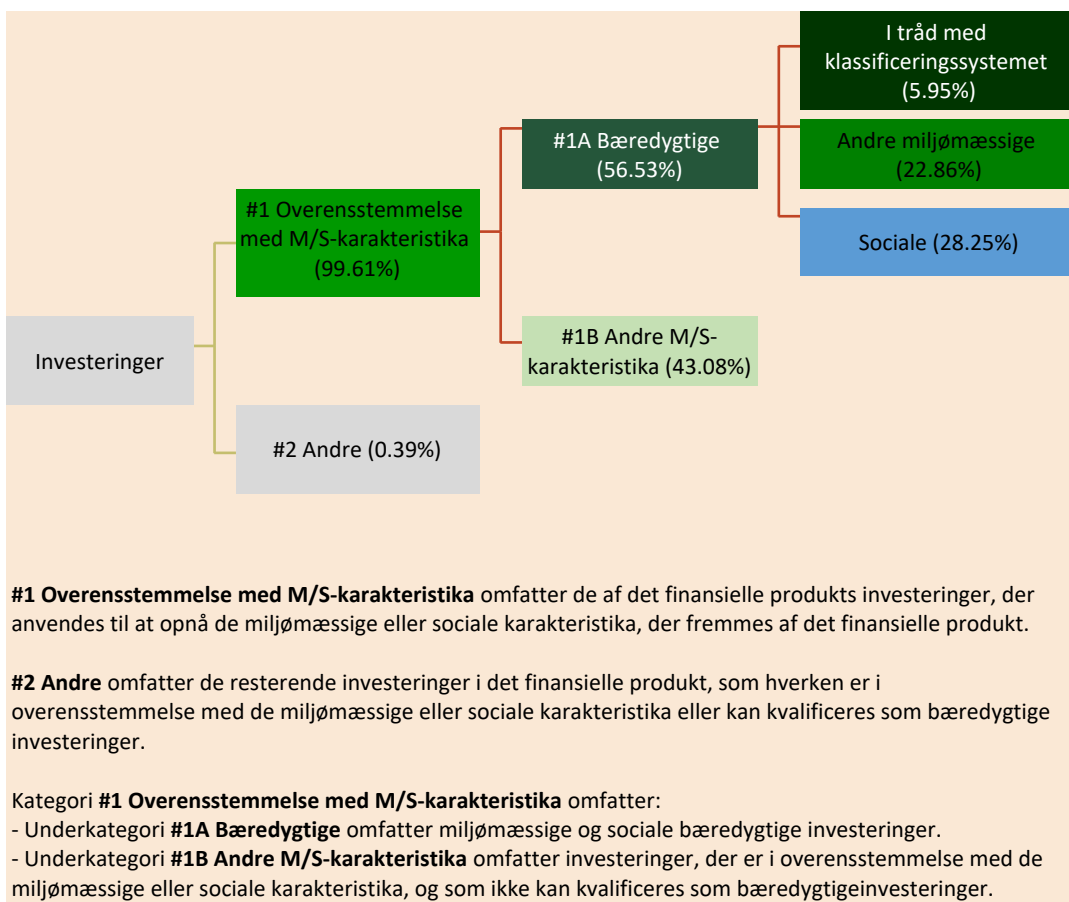 I tråd med
klassificeringssystemet
(5.95%)
#1A Bæredygtige
(56.53%)
Andre miljømæssige
(22.86%)
#1 Overensstemmelse
med M/S-karakteristika
(99.61%)
Sociale (28.25%)
Investeringer
#1B Andre M/S-
karakteristika (43.08%)
#2 Andre (0.39%)
#1 Overensstemmelse med M/S-karakteristika omfatter de af det finansielle produkts investeringer, der
anvendes til at opnå de miljømæssige eller sociale karakteristika, der fremmes af det finansielle produkt.
#2 Andre omfatter de resterende investeringer i det finansielle produkt, som hverken er i
overensstemmelse med de miljømæssige eller sociale karakteristika eller kan kvalificeres som bæredygtige
investeringer.
Kategori #1 Overensstemmelse med M/S-karakteristika omfatter:
- Underkategori #1A Bæredygtige omfatter miljømæssige og sociale bæredygtige investeringer.
- Underkategori #1B Andre M/S-karakteristika omfatter investeringer, der er i overensstemmelse med de
miljømæssige eller sociale karakteristika, og som ikke kan kvalificeres som bæredygtigeinvesteringer.